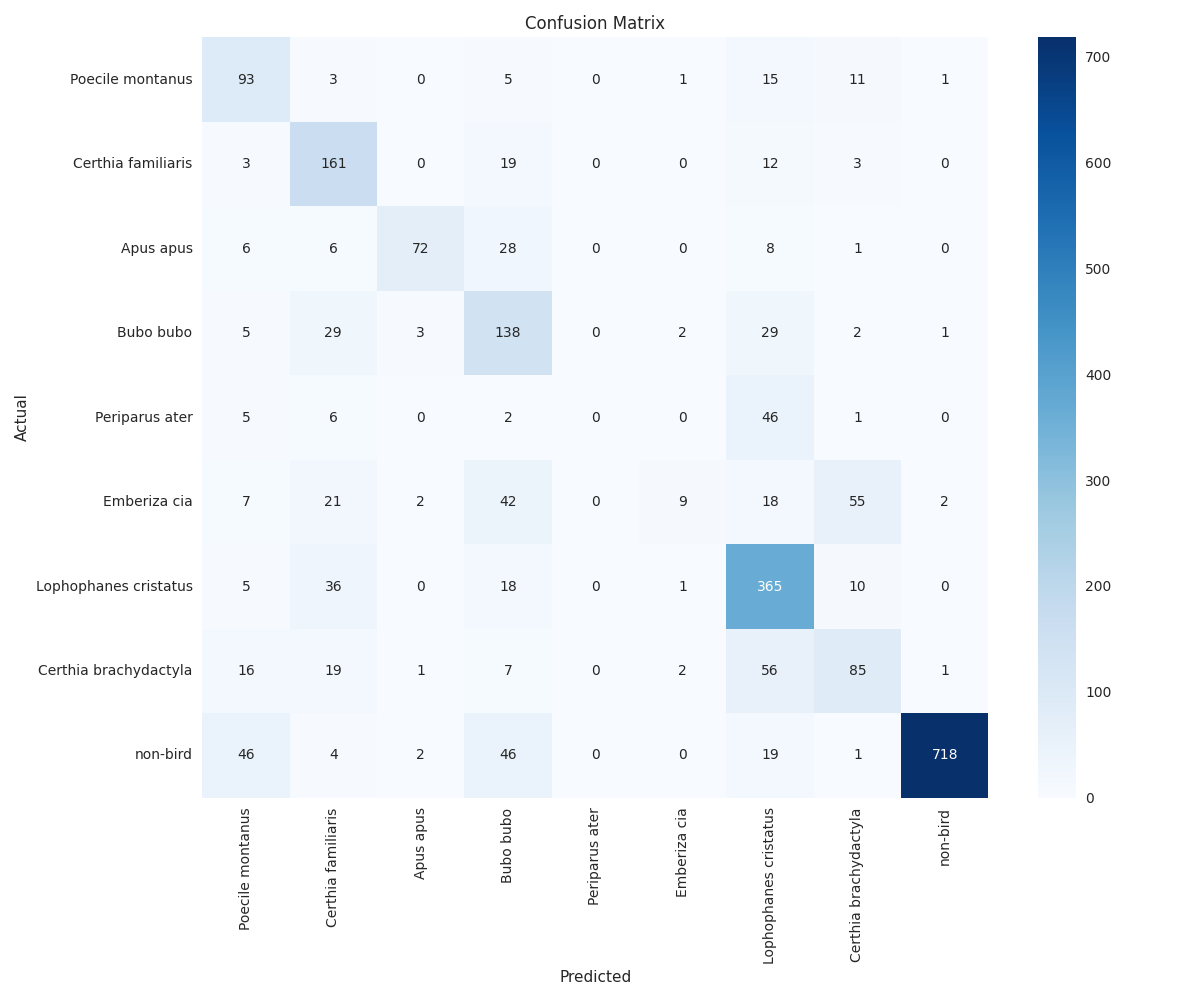 Confusion Matrix
Poecile montanus 93 3 0 5 0 1 15 11 1
Certhia familiaris 3 161 0 19 0 0 12 3 0
Apus apus 6 6 72 28 0 0 8 1 0
Bubo bubo 5 29 3 138 0 2 29 2 1
Periparus ater 5 6 0 2 0 0 46 1 0
Emberiza cia 7 21 2 42 0 9 18 55 2
Lophophanes cristatus 5 36 0 18 0 1 365 10 0
Certhia brachydactyla 16 19 1 7 0 2 56 85 1
non-bird 46 4 2 46 0 0 19 1 718
Actual
Poecile montanus
Certhia familiaris
Apus apus
Bubo bubo
Periparus ater
Emberiza cia
Lophophanes cristatus
Certhia brachydactyla
non-bird
Predicted
700
600
500
400
300
200
100
0